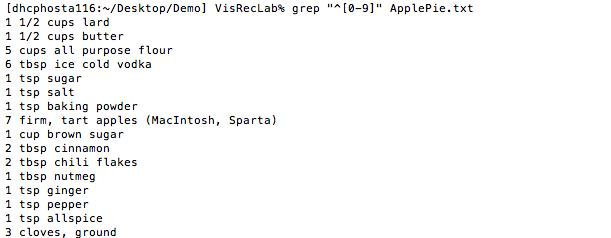 [dhcphosta116:~/Desktop/Demo] VisRecLab% grep "^[0-9]" ApplePie.txt
1 1/2 cups lard
1 1/2 cups butter
5 cups all purpose flour
6 tbsp ice cold vodka
1 tsp sugar
1 tsp salt
1 tsp baking powder
7 firm, tart apples (MacIntosh, Sparta)
1 cup brown sugar
2 tbsp cinnamon
2 tbsp chili flakes
1 tbsp nutmeg
1 tsp ginger
1 tsp pepper
1 tsp allspice
3 cloves, ground